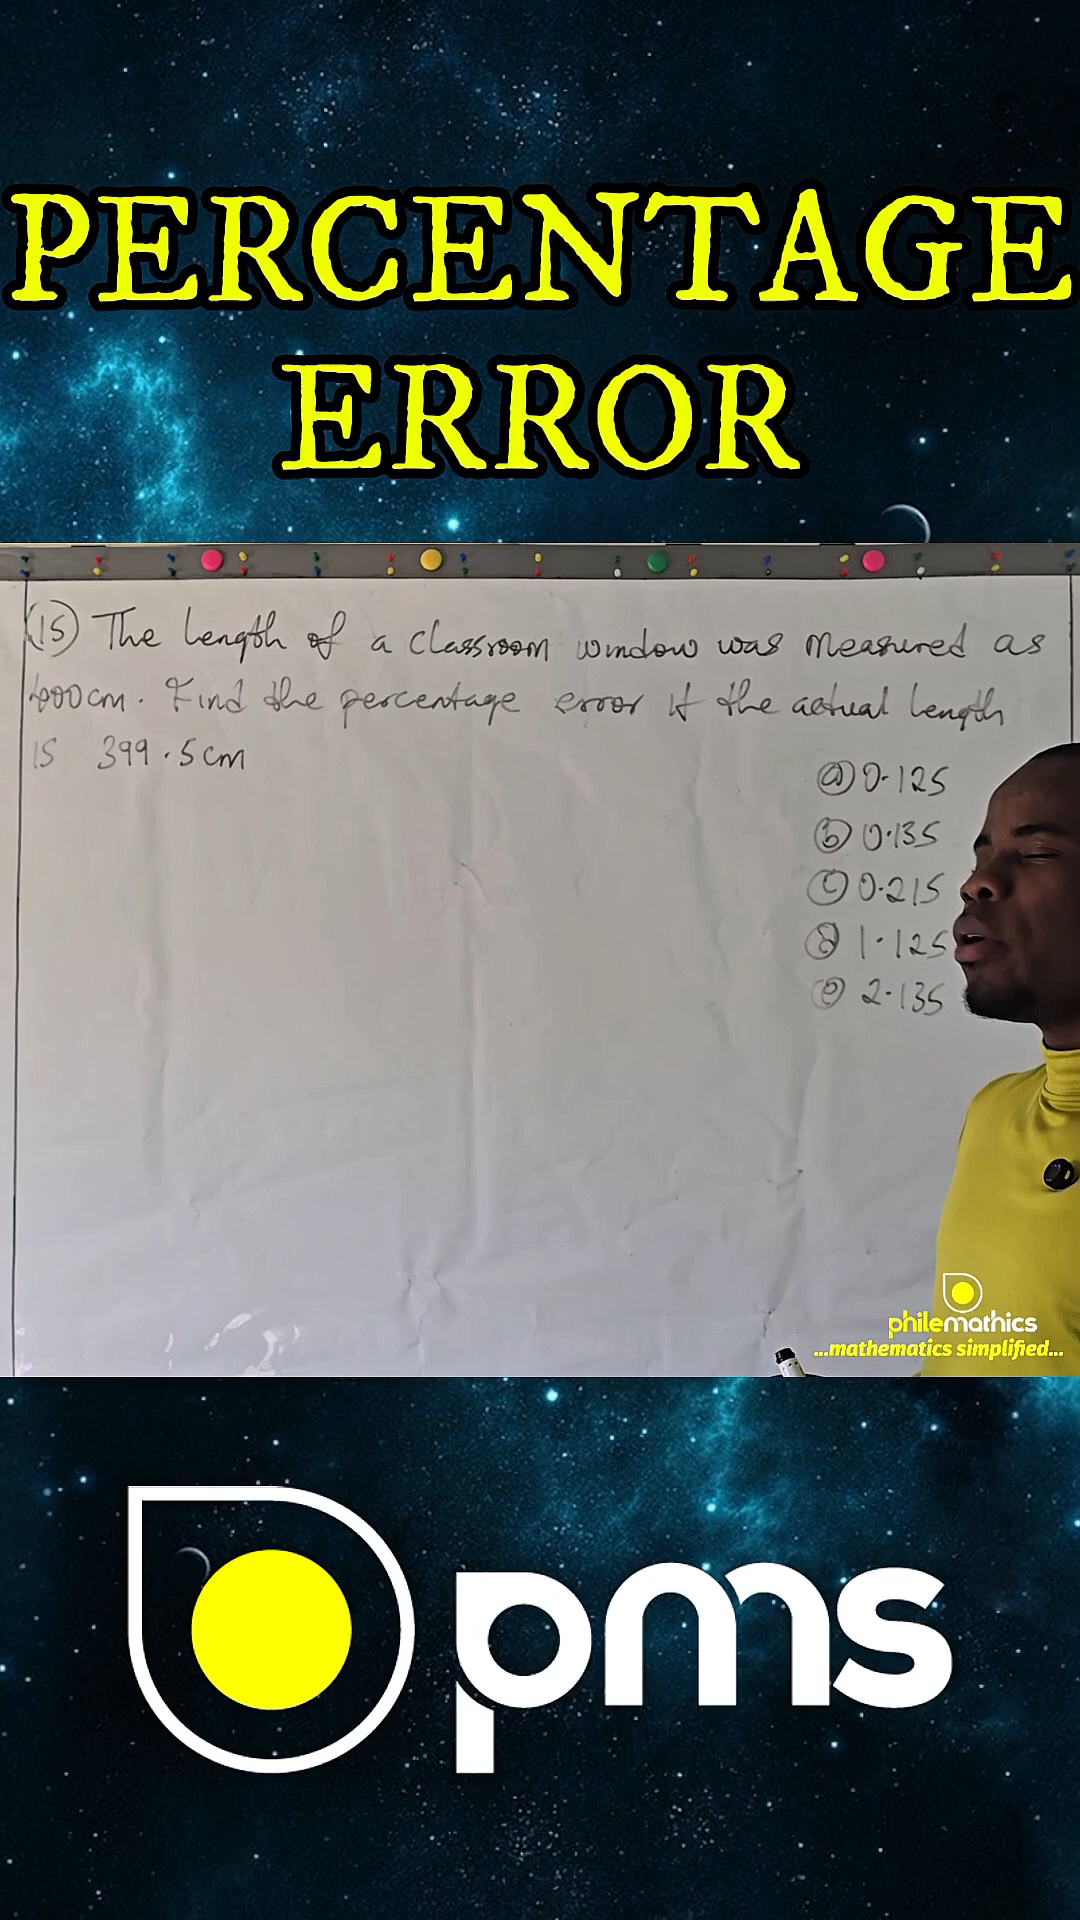 PERCENTAGE
ERROR
(15) The length of a classroom window was measured as
400cm. Find the percentage error if the actual length
is 399.5cm
(a) 0.125
(b) 0.135
(c) 0.215
(d) 1.125
(e) 2.135
philemathics
...mathematics simplified...
pms